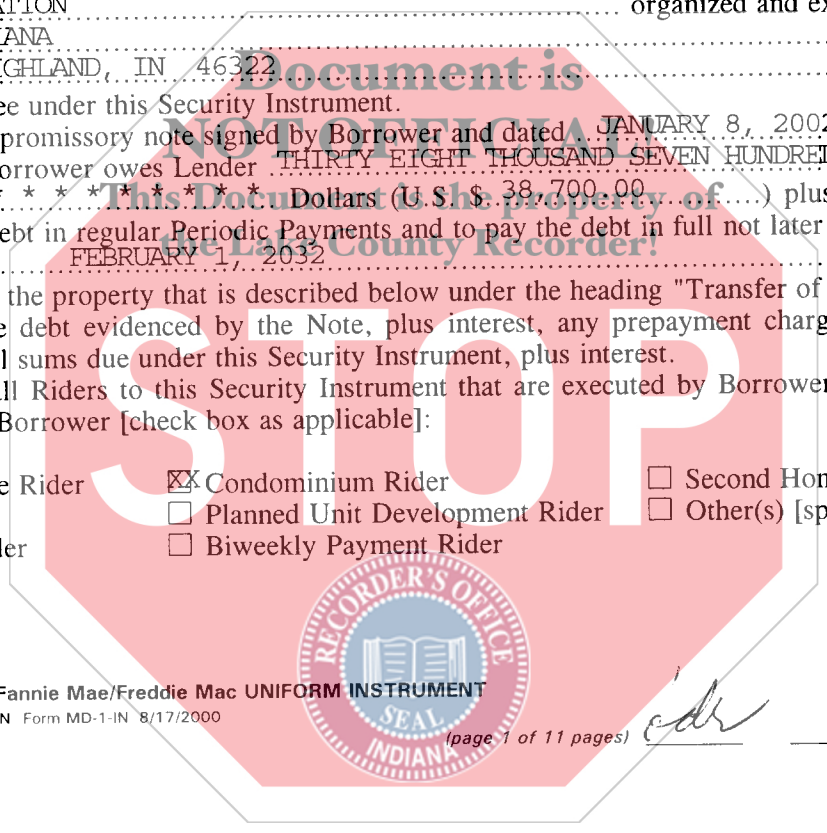 ATION organized and ex
IANA
IGHLAND, IN 46322
Document is
ee under this Security Instrument.
promissory note signed by Borrower and dated JANUARY 8, 2002
NOT OFFICIAL!
orrower owes Lender THIRTY EIGHT THOUSAND SEVEN HUNDRED
* * * * * * * * * Dollars (U.S. $ 38,700.00 ) plus
This Document is the property of
ebt in regular Periodic Payments and to pay the debt in full not later
the Lake County Recorder!
FEBRUARY 1, 2032
the property that is described below under the heading "Transfer of
e debt evidenced by the Note, plus interest, any prepayment charg
l sums due under this Security Instrument, plus interest.
ll Riders to this Security Instrument that are executed by Borrower
Borrower [check box as applicable]:
STOP
e Rider XX Condominium Rider Second Hom
Planned Unit Development Rider Other(s) [sp
ler Biweekly Payment Rider
RECORDER'S OFFICE
SEAL
INDIANA
Fannie Mae/Freddie Mac UNIFORM INSTRUMENT
N Form MD-1-IN 8/17/2000
(page 1 of 11 pages)